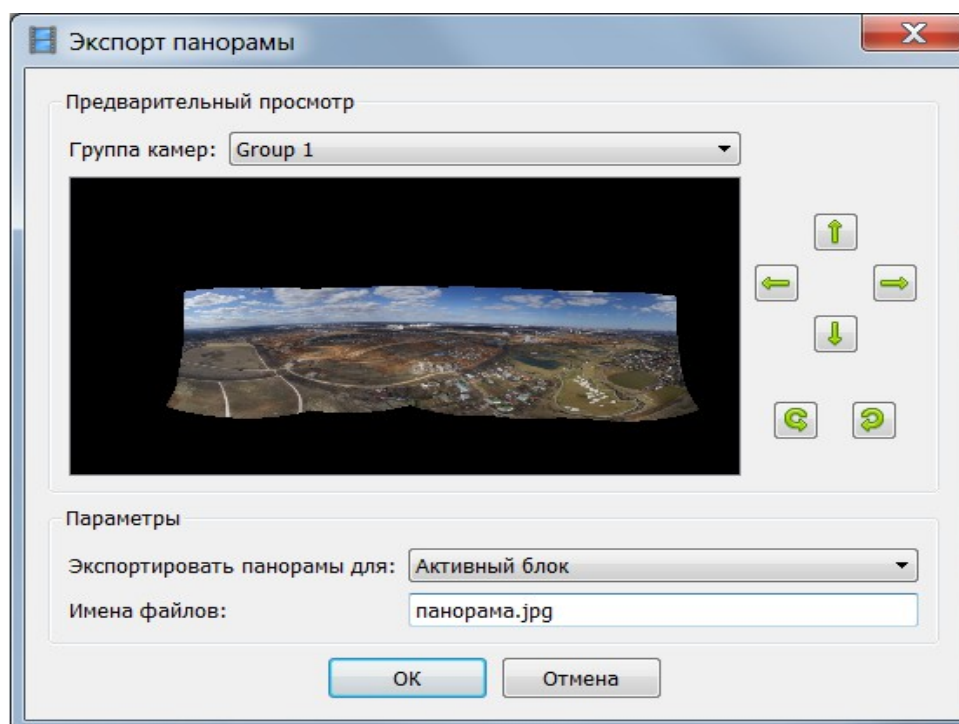 Экспорт панорамы
Предварительный просмотр
Группа камер: Group 1
Параметры
Экспортировать панорамы для: Активный блок
Имена файлов: панорама.jpg
ОК Отмена